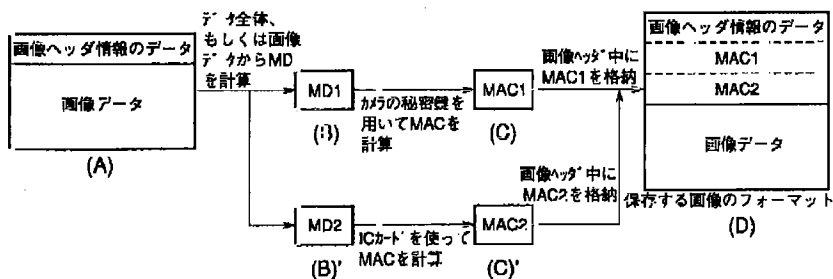 画像ヘッダ情報のデータ
画像データ
(A)
データ全体、
もしくは画像
データからMD
を計算
MD1
(B)
カメラの秘密鍵を
用いてMACを
計算
MAC1
(C)
画像ヘッダ中に
MAC1を格納
MD2
(B)'
ICカードを使って
MACを計算
MAC2
(C)'
画像ヘッダ中に
MAC2を格納
画像ヘッダ情報のデータ
MAC1
MAC2
画像データ
保存する画像のフォーマット
(D)